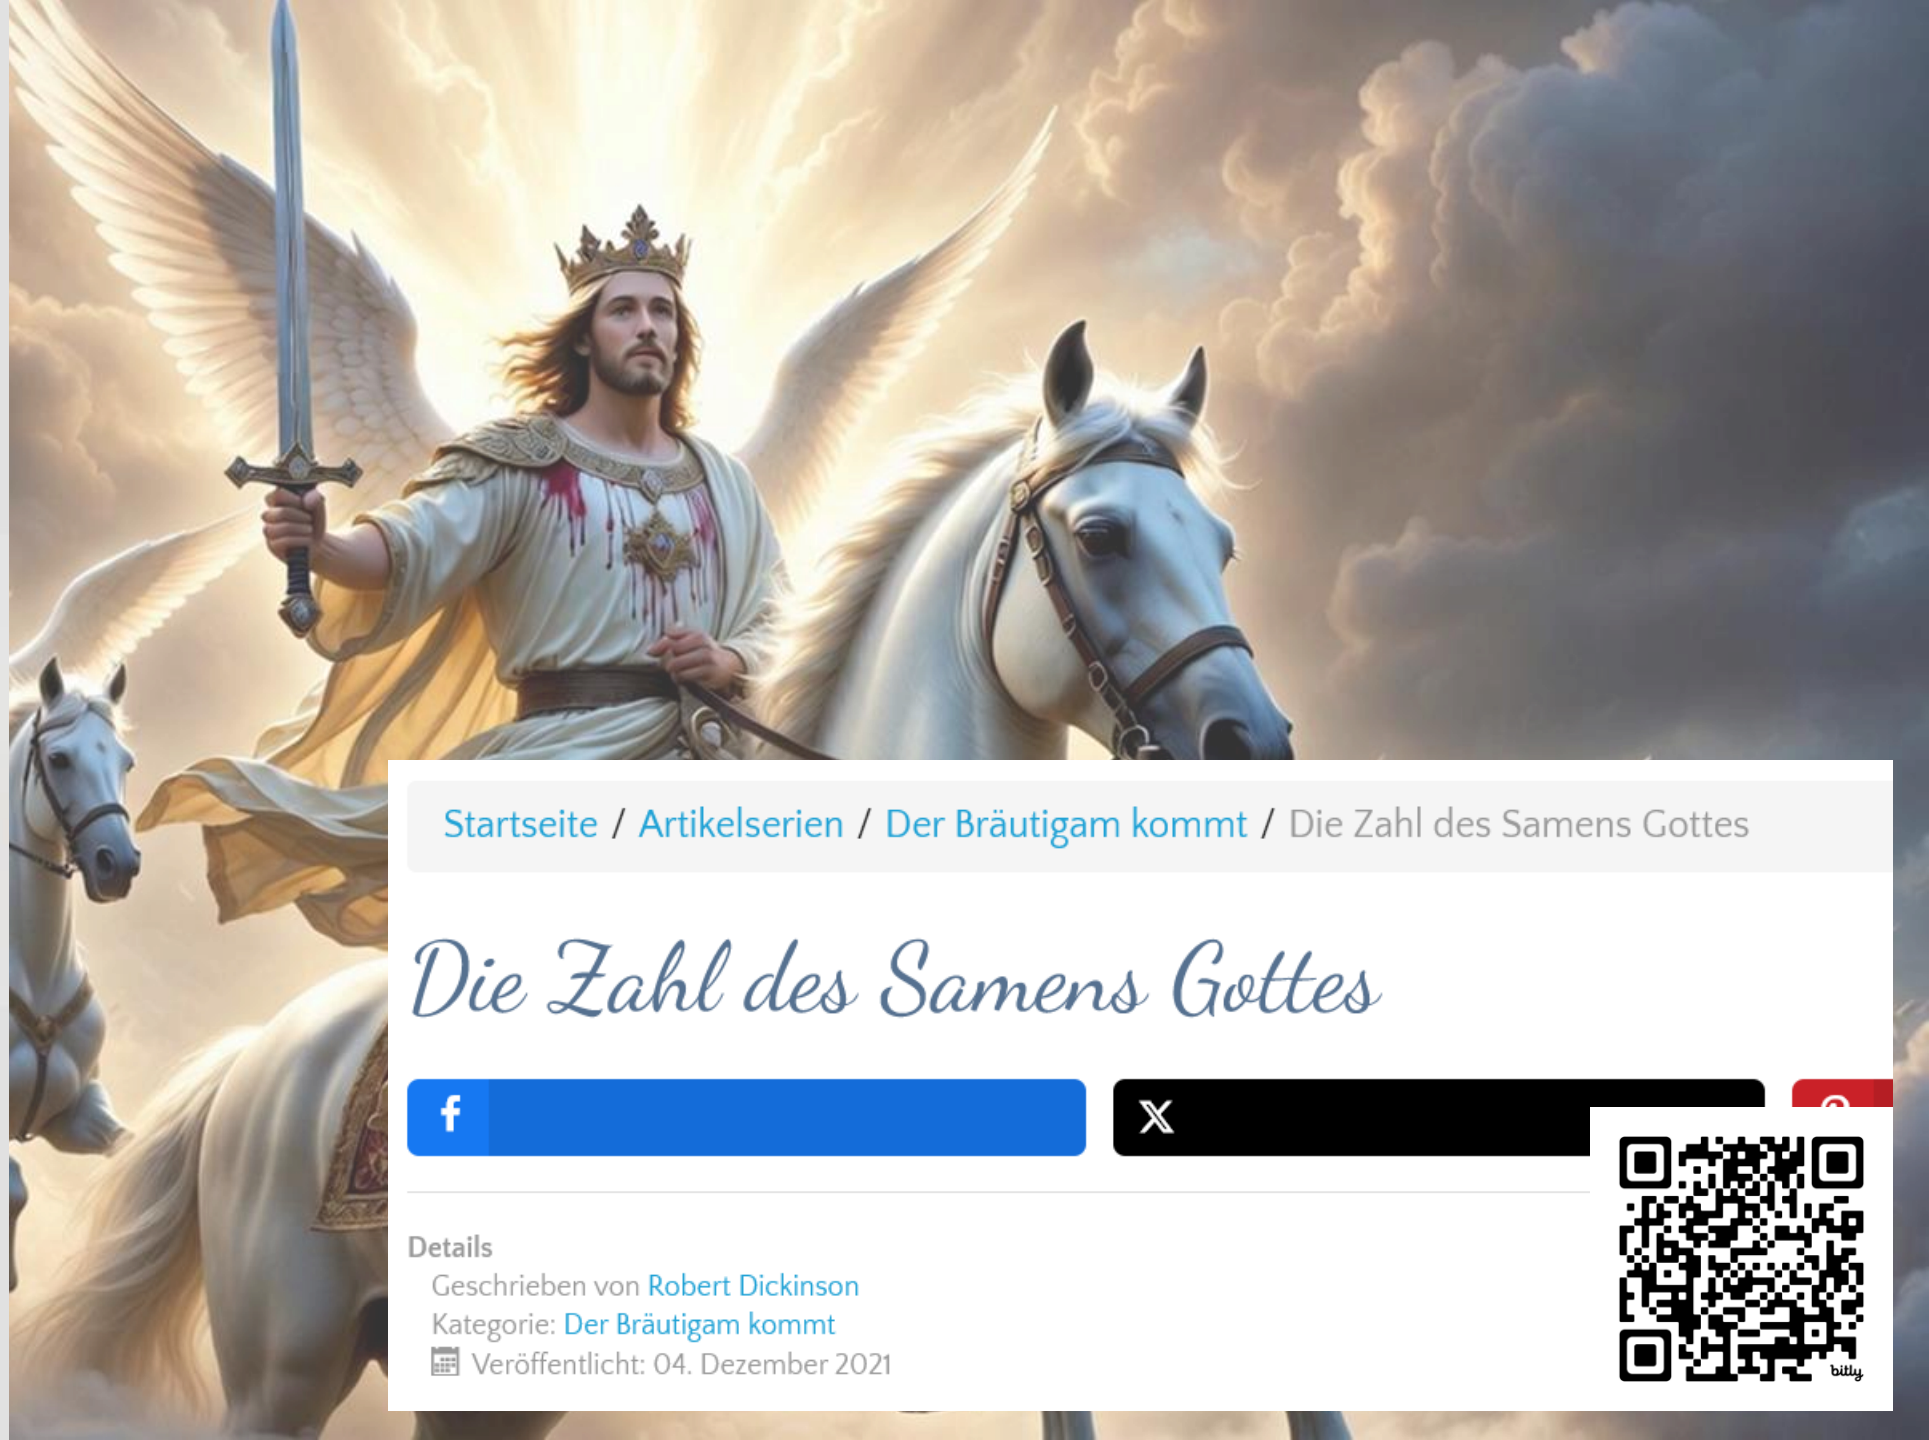 Startseite / Artikelserien / Der Bräutigam kommt / Die Zahl des Samens Gottes
Die Zahl des Samens Gottes
Details
Geschrieben von Robert Dickinson
Kategorie: Der Bräutigam kommt
Veröffentlicht: 04. Dezember 2021
bitly